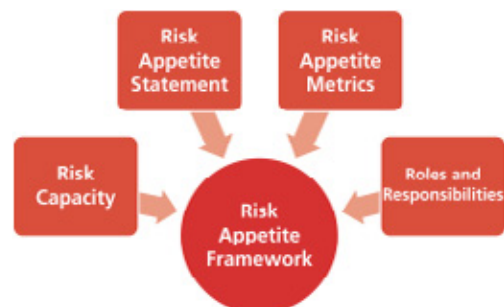 Risk
Appetite
Statement
Risk
Appetite
Metrics
Risk
Capacity
Roles and
Responsibilities
Risk
Appetite
Framework